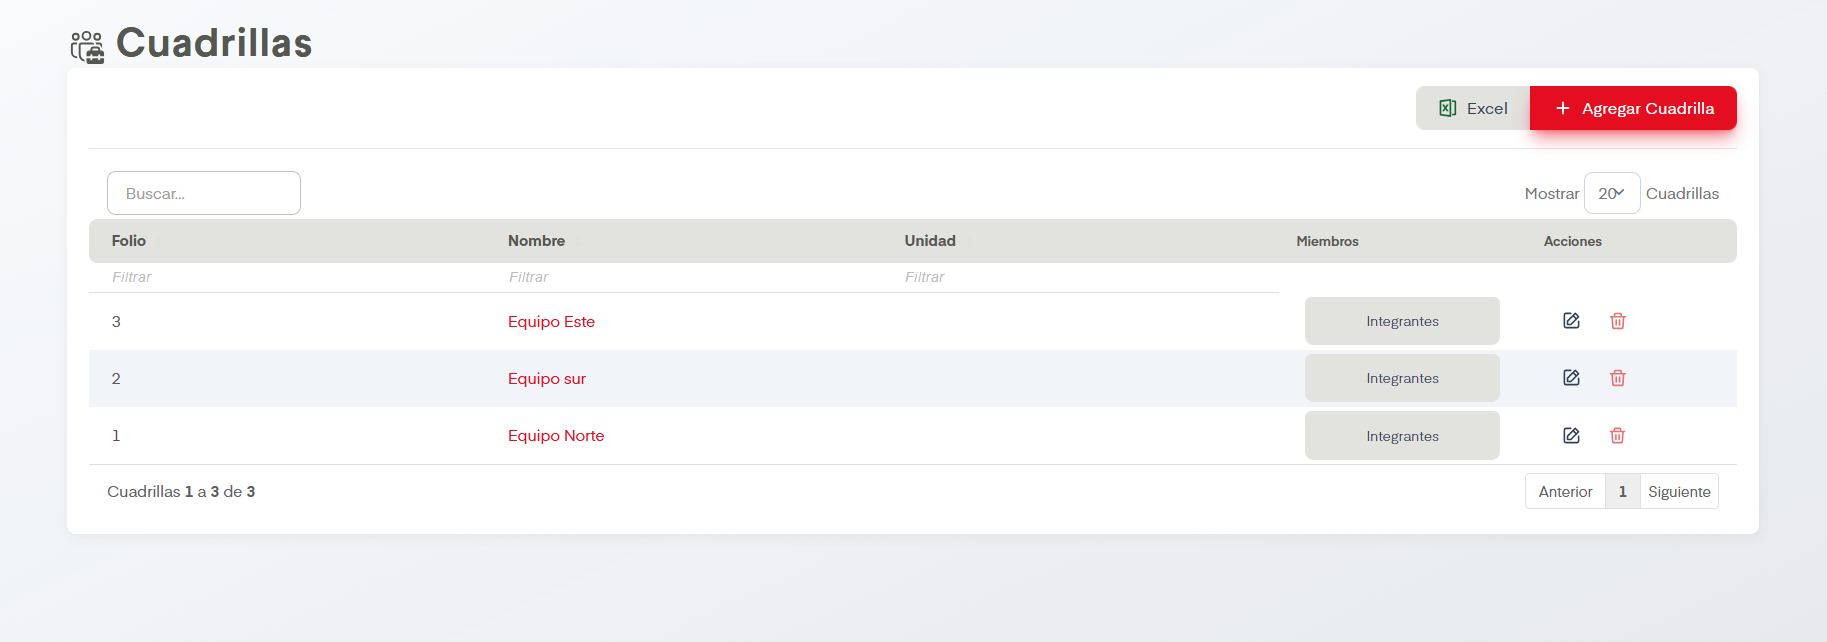 Cuadrillas
Excel
Agregar Cuadrilla
Buscar...
Mostrar 20 Cuadrillas
Folio Nombre Unidad Miembros Acciones
Filtrar Filtrar Filtrar
3 Equipo Este Integrantes
2 Equipo sur Integrantes
1 Equipo Norte Integrantes
Cuadrillas 1 a 3 de 3
Anterior 1 Siguiente